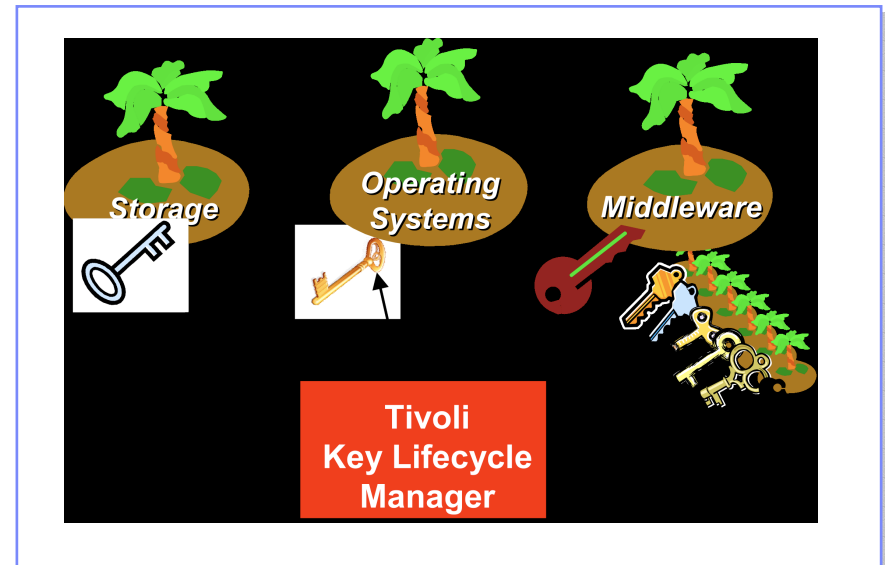 Storage
Operating
Systems
Middleware
Tivoli
Key Lifecycle
Manager